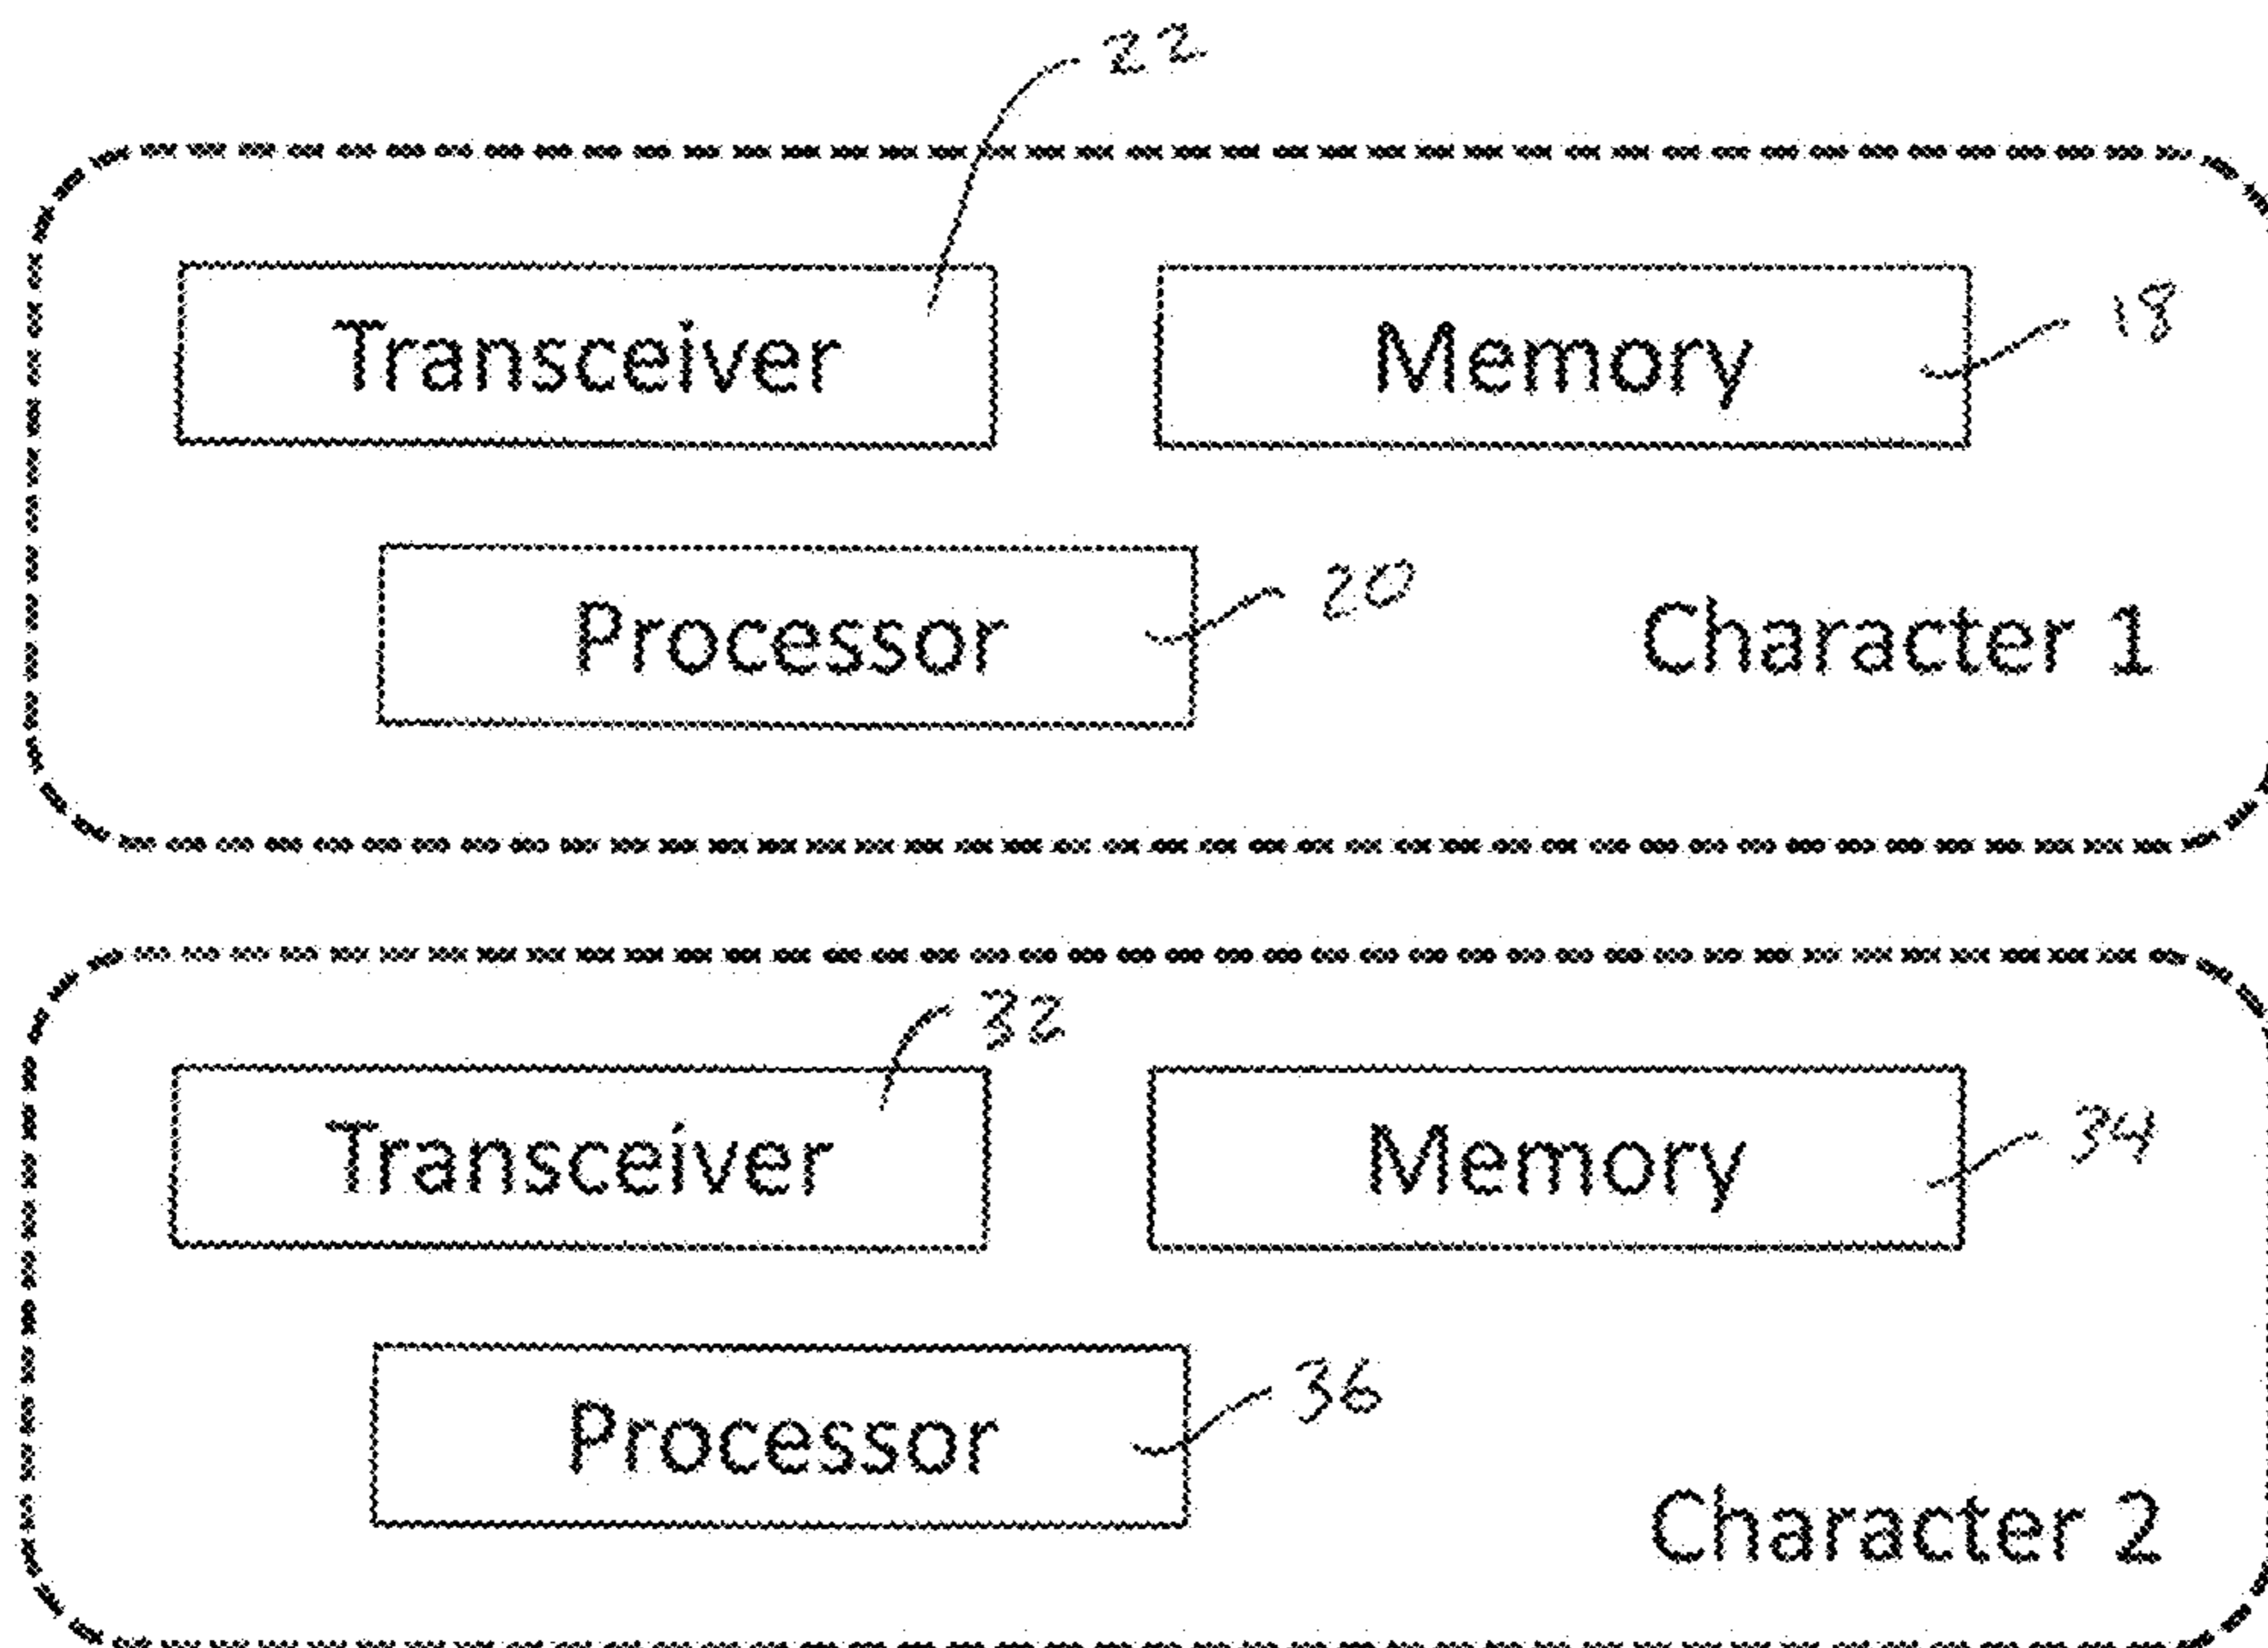 22
Transceiver
Memory
18
Processor
20
Character 1
32
Transceiver
Memory
34
Processor
36
Character 2